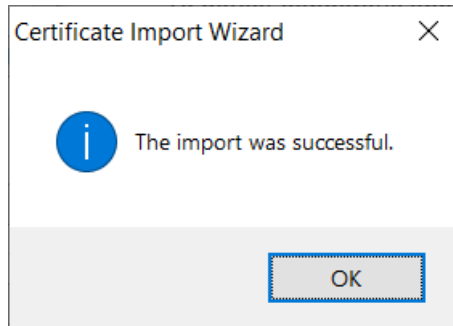 Certificate Import Wizard
The import was successful.
OK